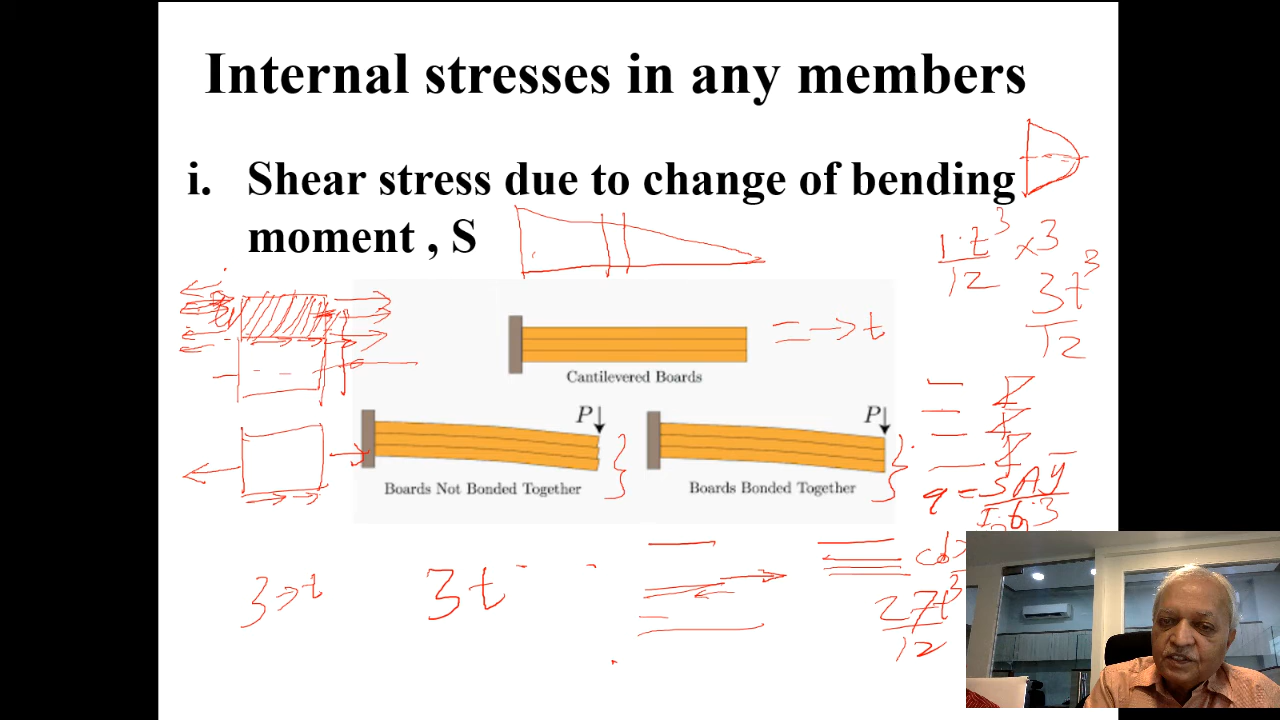 Internal stresses in any members
i. Shear stress due to change of bending
moment , S
1·t³/12 × 3
3t³/12
= → t
Cantilevered Boards
P
P
Boards Not Bonded Together
Boards Bonded Together
3t
27t³/12